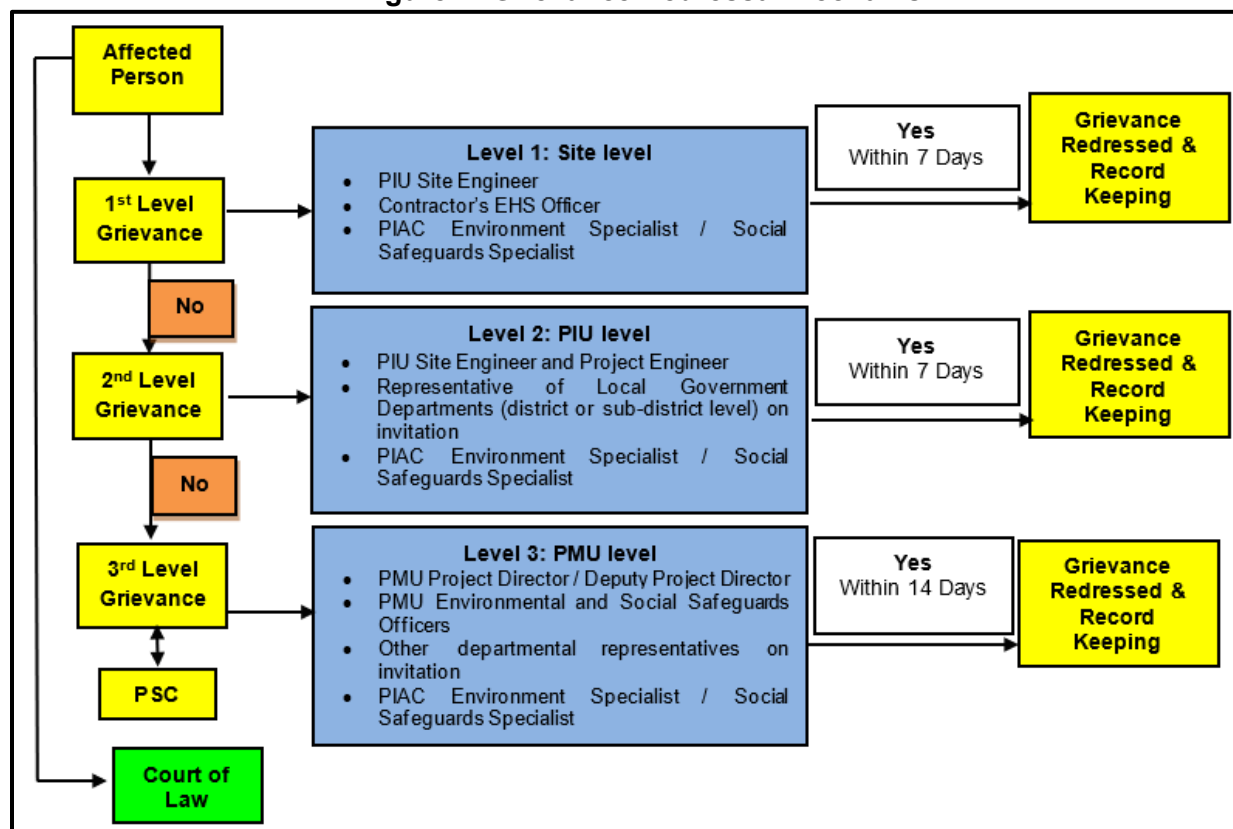 Affected
Person
Level 1: Site level
• PIU Site Engineer
• Contractor's EHS Officer
• PIAC Environment Specialist / Social
Safeguards Specialist
Yes
Within 7 Days
Grievance
Redressed &
Record
Keeping
1st Level
Grievance
No
Level 2: PIU level
• PIU Site Engineer and Project Engineer
• Representative of Local Government
Departments (district or sub-district level) on
invitation
• PIAC Environment Specialist / Social
Safeguards Specialist
Yes
Within 7 Days
Grievance
Redressed &
Record
Keeping
2nd Level
Grievance
No
Level 3: PMU level
• PMU Project Director / Deputy Project Director
• PMU Environmental and Social Safeguards
Officers
• Other departmental representatives on
invitation
• PIAC Environment Specialist / Social
Safeguards Specialist
Yes
Within 14 Days
Grievance
Redressed &
Record
Keeping
3rd Level
Grievance
PSC
Court of
Law